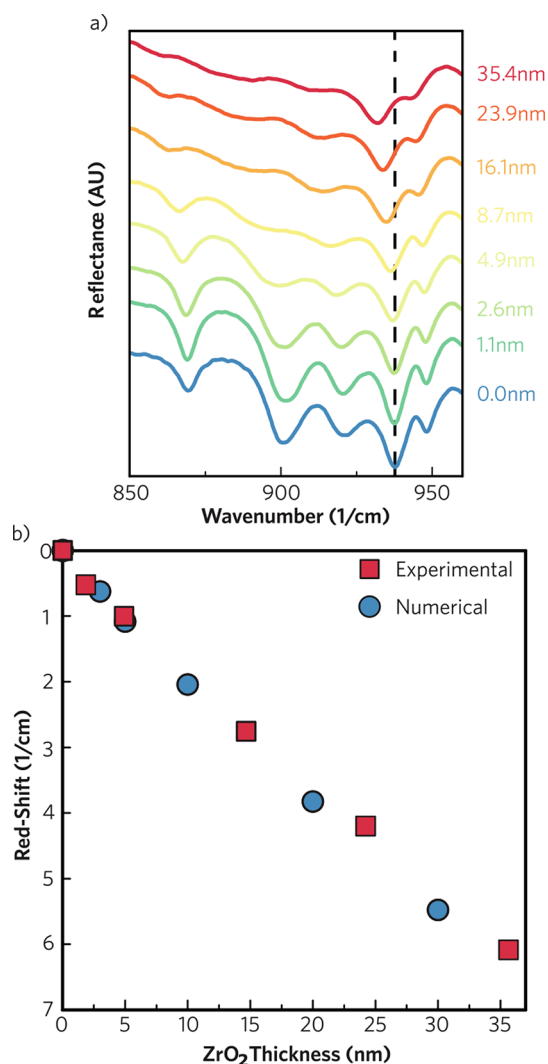 a)
35.4nm
23.9nm
16.1nm
8.7nm
4.9nm
2.6nm
1.1nm
0.0nm
Reflectance (AU)
850 900 950
Wavenumber (1/cm)
b)
0
1
2
3
4
5
6
7
Experimental
Numerical
Red-Shift (1/cm)
0 5 10 15 20 25 30 35
ZrO2Thickness (nm)